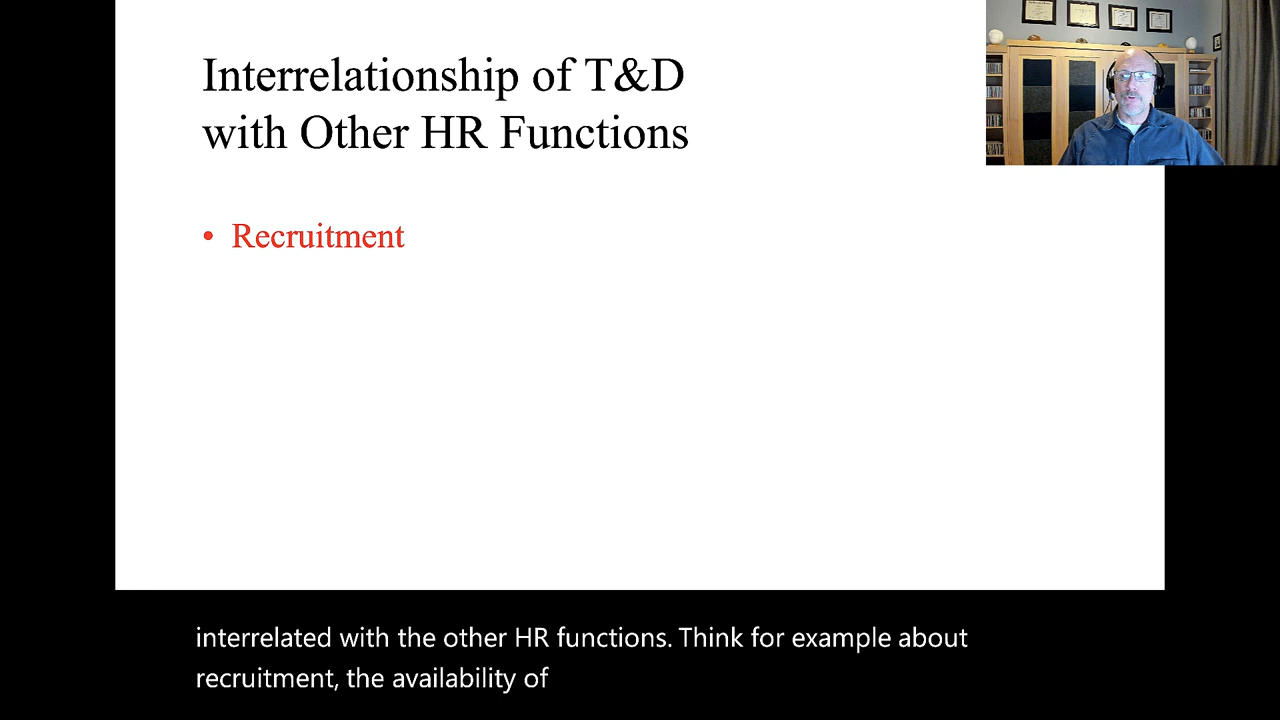 Interrelationship of T&D
with Other HR Functions
• Recruitment
interrelated with the other HR functions. Think for example about
recruitment, the availability of